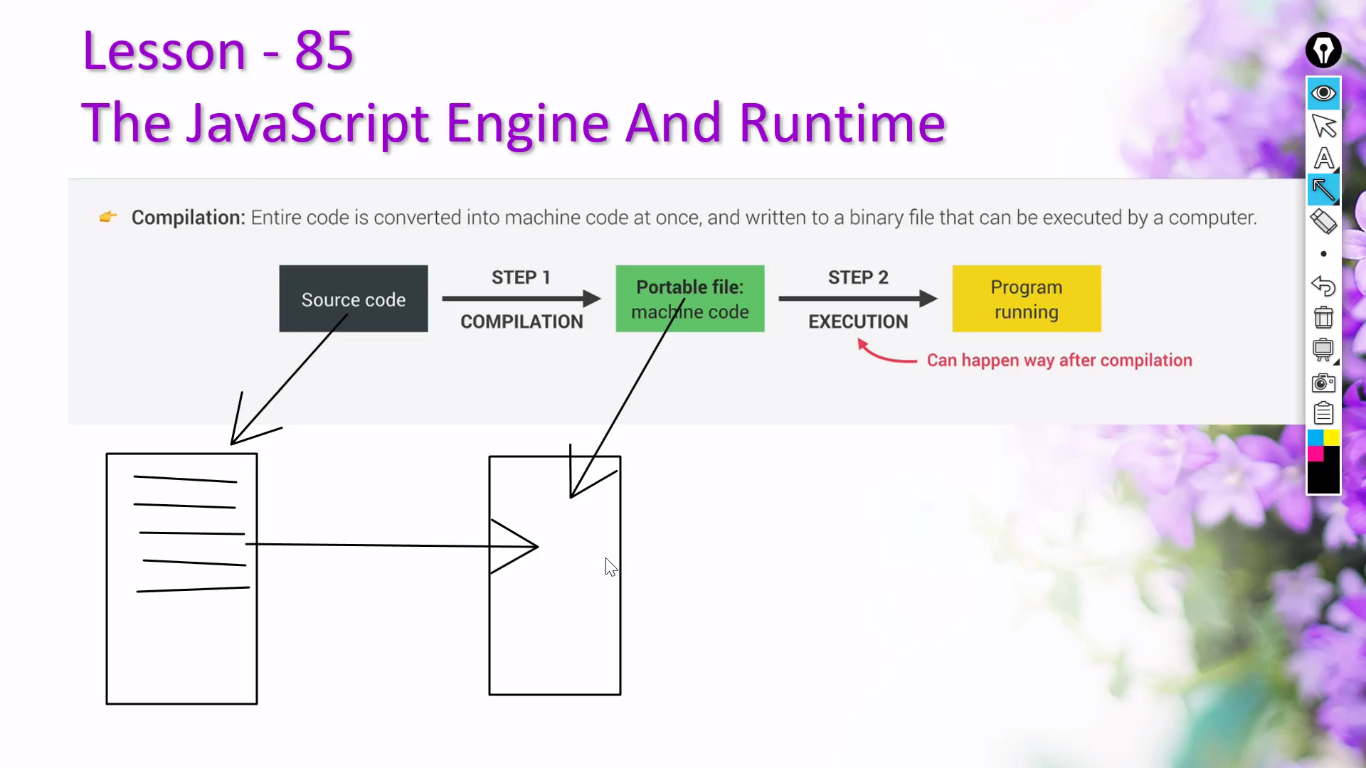 Lesson - 85
The JavaScript Engine And Runtime
Compilation: Entire code is converted into machine code at once, and written to a binary file that can be executed by a computer.
Source code
STEP 1
COMPILATION
Portable file:
machine code
STEP 2
EXECUTION
Program
running
Can happen way after compilation